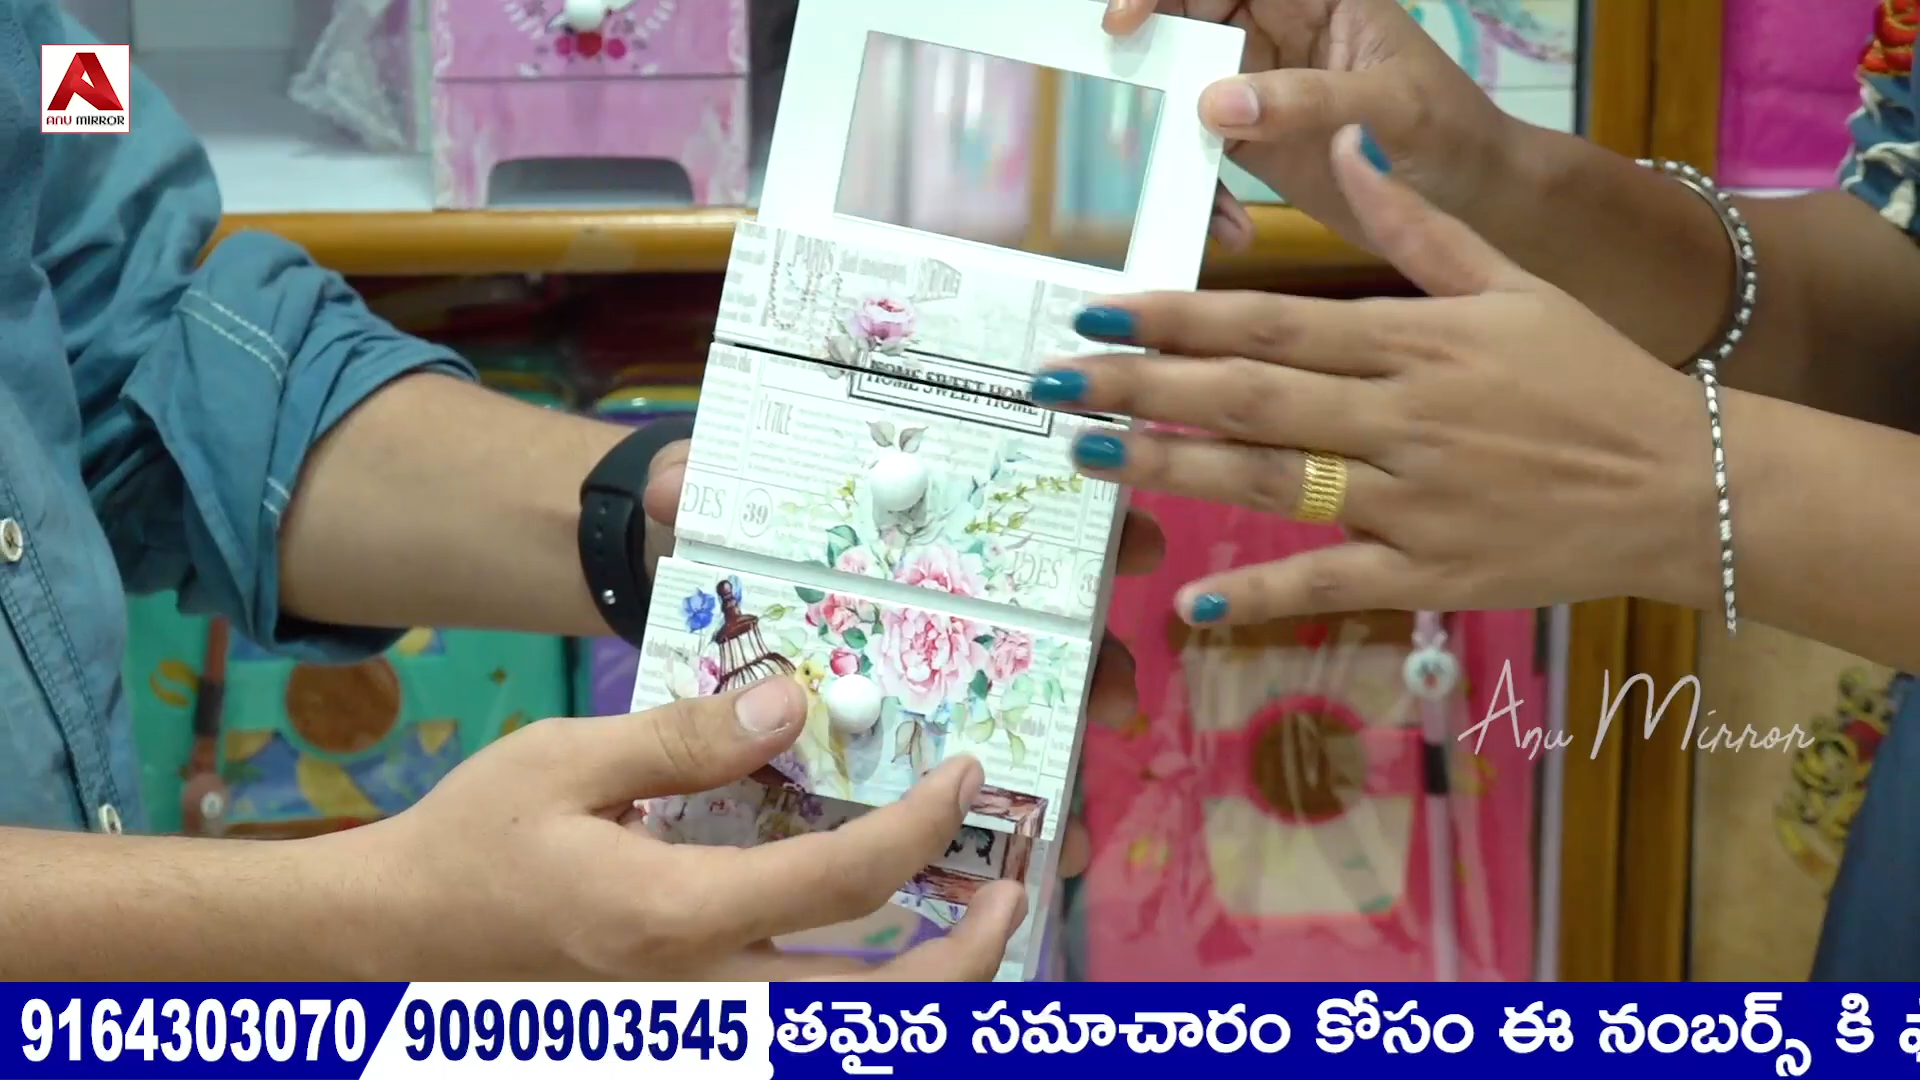 ANU MIRROR
PARIS
HOME SWEET HOME
DES
39
DES
Anu Mirror
9164303070
9090903545
తమైన సమాచారం కోసం ఈ నంబర్స్ కి